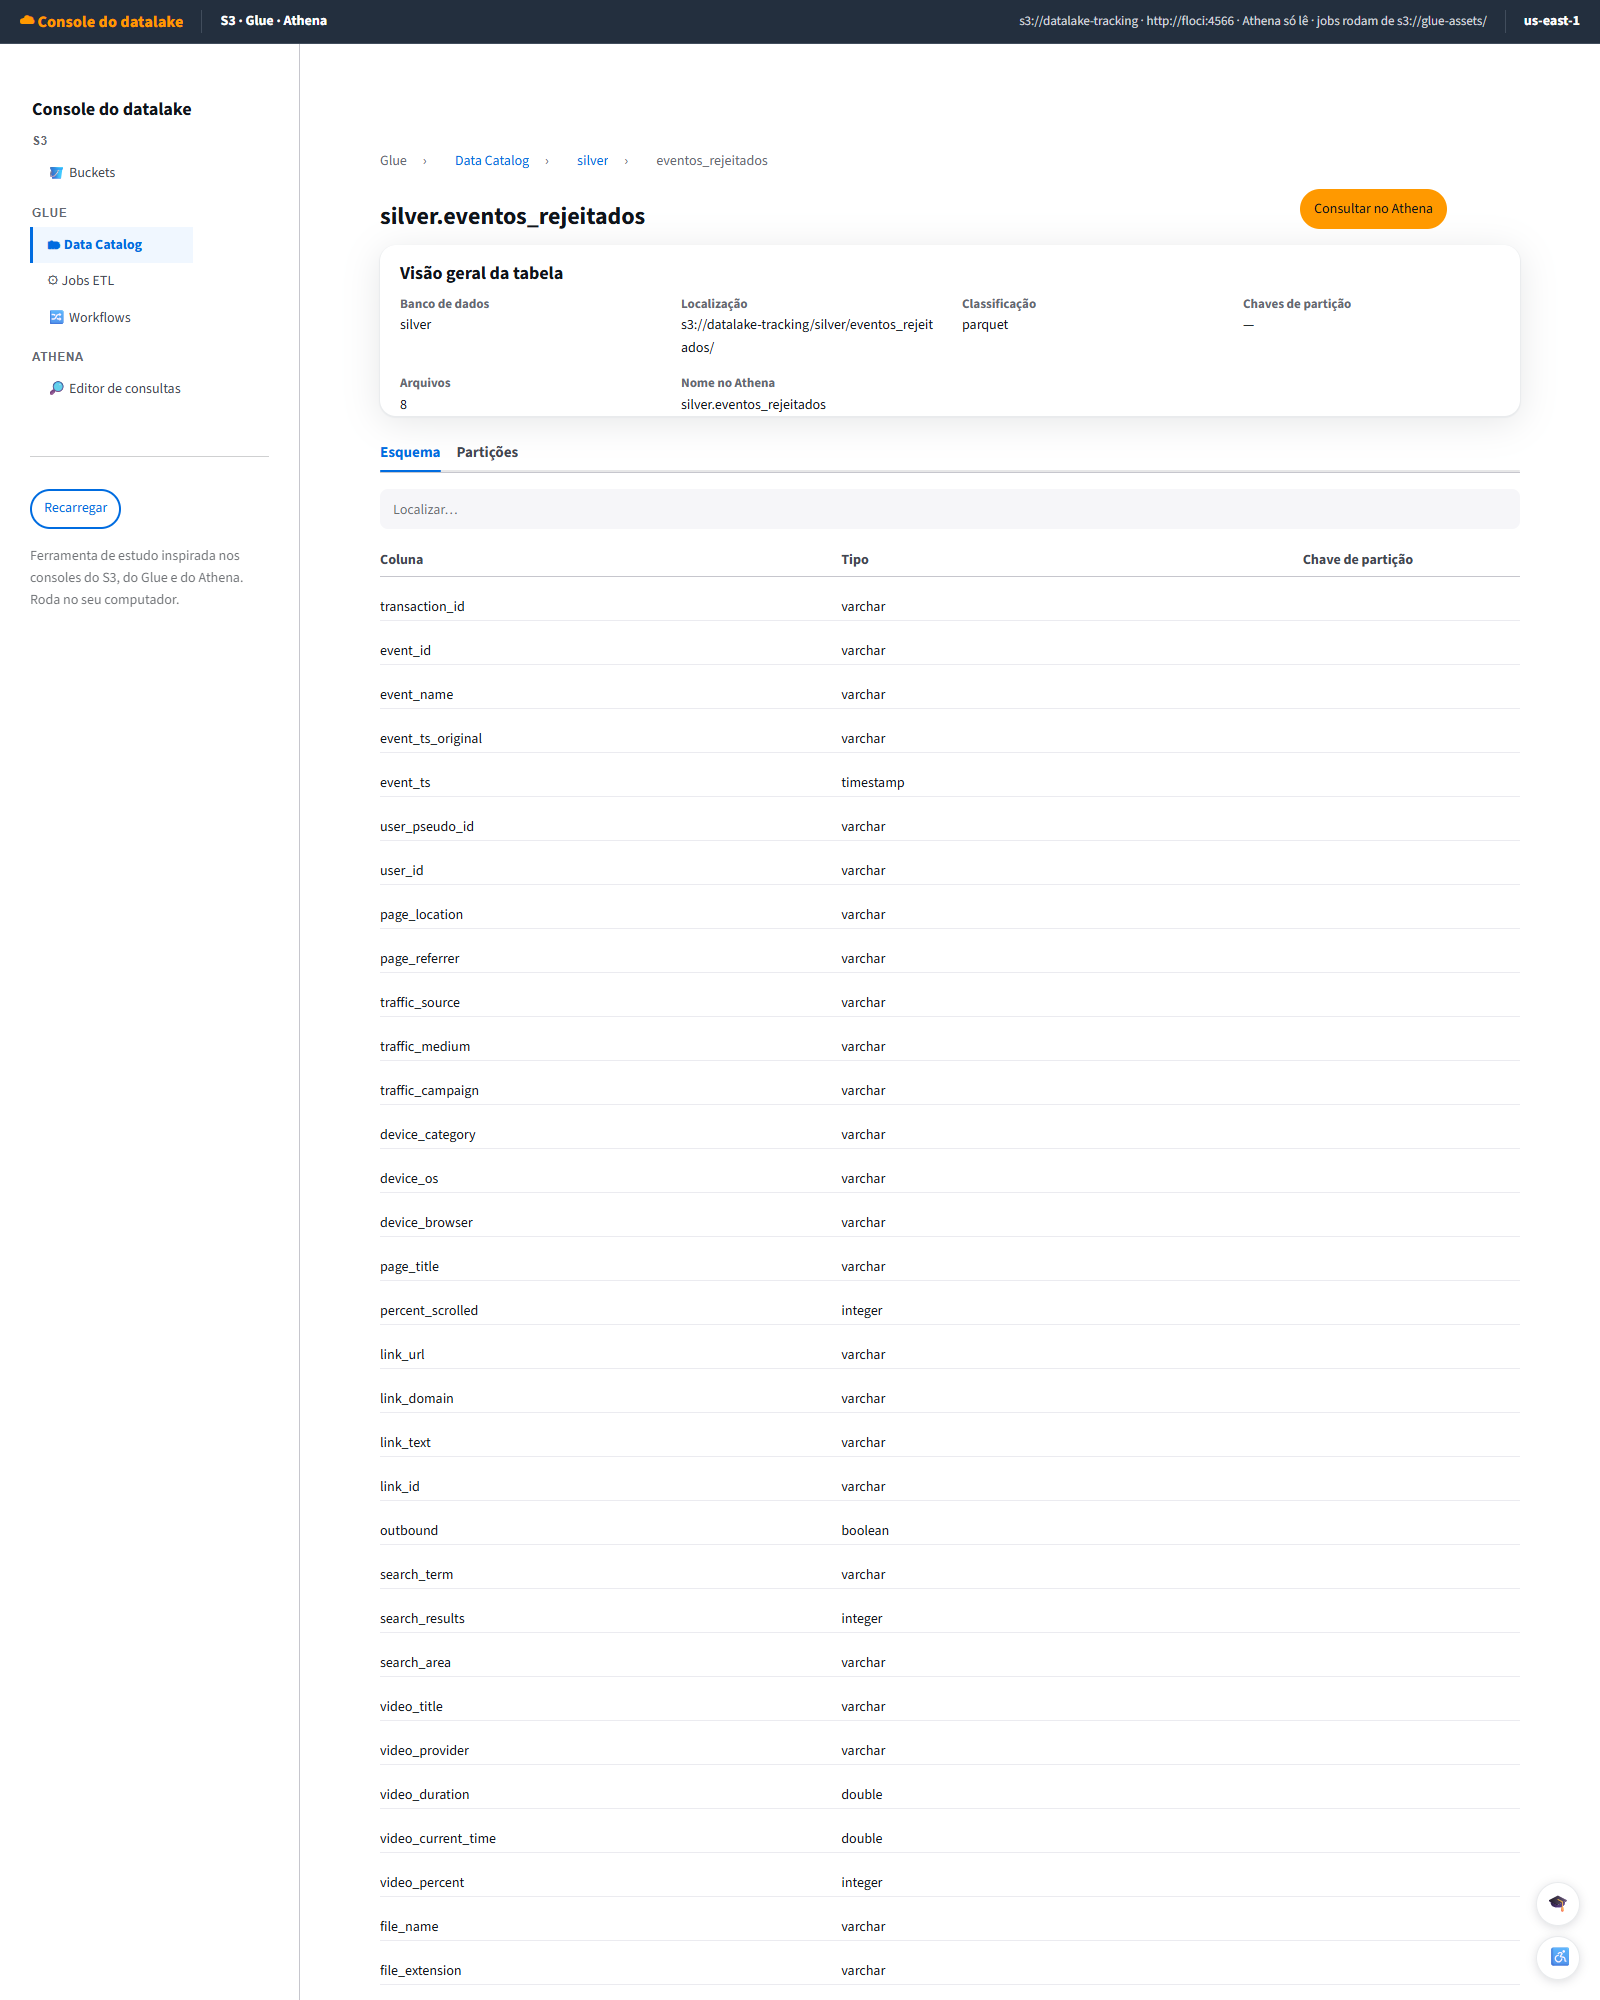 Console do datalake
S3 · Glue · Athena
s3://datalake-tracking · http://floci:4566 · Athena só lê · jobs rodam de s3://glue-assets/
us-east-1
Console do datalake
S3
Buckets
GLUE
Data Catalog
Jobs ETL
Workflows
ATHENA
Editor de consultas
Recarregar
Ferramenta de estudo inspirada nos
consoles do S3, do Glue e do Athena.
Roda no seu computador.
Glue › Data Catalog › silver › eventos_rejeitados
silver.eventos_rejeitados
Consultar no Athena
Visão geral da tabela
Banco de dados
silver
Localização
s3://datalake-tracking/silver/eventos_rejeit
ados/
Classificação
parquet
Chaves de partição
—
Arquivos
8
Nome no Athena
silver.eventos_rejeitados
Esquema Partições
Localizar…
Coluna Tipo Chave de partição
transaction_id varchar
event_id varchar
event_name varchar
event_ts_original varchar
event_ts timestamp
user_pseudo_id varchar
user_id varchar
page_location varchar
page_referrer varchar
traffic_source varchar
traffic_medium varchar
traffic_campaign varchar
device_category varchar
device_os varchar
device_browser varchar
page_title varchar
percent_scrolled integer
link_url varchar
link_domain varchar
link_text varchar
link_id varchar
outbound boolean
search_term varchar
search_results integer
search_area varchar
video_title varchar
video_provider varchar
video_duration double
video_current_time double
video_percent integer
file_name varchar
file_extension varchar